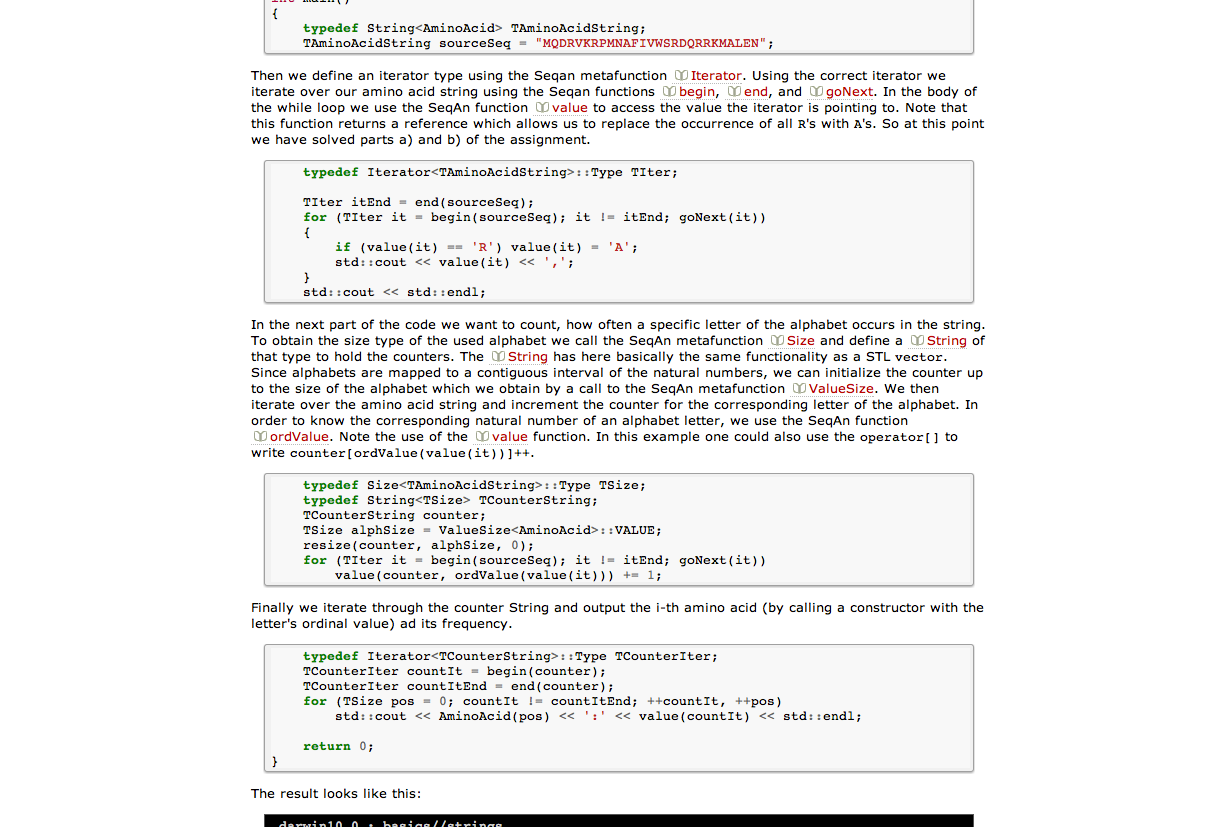 int main()
{
typedef String<AminoAcid> TAminoAcidString;
TAminoAcidString sourceSeq = "MQDRVKRPMNAFIVWSRDQRRKMALEN";
Then we define an iterator type using the Seqan metafunction Iterator. Using the correct iterator we
iterate over our amino acid string using the Seqan functions begin, end, and goNext. In the body of
the while loop we use the SeqAn function value to access the value the iterator is pointing to. Note that
this function returns a reference which allows us to replace the occurrence of all R's with A's. So at this point
we have solved parts a) and b) of the assignment.
typedef Iterator<TAminoAcidString>::Type TIter;
TIter itEnd = end(sourceSeq);
for (TIter it = begin(sourceSeq); it != itEnd; goNext(it))
{
if (value(it) == 'R') value(it) = 'A';
std::cout << value(it) << ',';
}
std::cout << std::endl;
In the next part of the code we want to count, how often a specific letter of the alphabet occurs in the string.
To obtain the size type of the used alphabet we call the SeqAn metafunction Size and define a String of
that type to hold the counters. The String has here basically the same functionality as a STL vector.
Since alphabets are mapped to a contiguous interval of the natural numbers, we can initialize the counter up
to the size of the alphabet which we obtain by a call to the SeqAn metafunction ValueSize. We then
iterate over the amino acid string and increment the counter for the corresponding letter of the alphabet. In
order to know the corresponding natural number of an alphabet letter, we use the SeqAn function
ordValue. Note the use of the value function. In this example one could also use the operator[] to
write counter[ordValue(value(it))]++.
typedef Size<TAminoAcidString>::Type TSize;
typedef String<TSize> TCounterString;
TCounterString counter;
TSize alphSize = ValueSize<AminoAcid>::VALUE;
resize(counter, alphSize, 0);
for (TIter it = begin(sourceSeq); it != itEnd; goNext(it))
value(counter, ordValue(value(it))) += 1;
Finally we iterate through the counter String and output the i-th amino acid (by calling a constructor with the
letter's ordinal value) ad its frequency.
typedef Iterator<TCounterString>::Type TCounterIter;
TCounterIter countIt = begin(counter);
TCounterIter countItEnd = end(counter);
for (TSize pos = 0; countIt != countItEnd; ++countIt, ++pos)
std::cout << AminoAcid(pos) << ':' << value(countIt) << std::endl;
return 0;
}
The result looks like this:
darwin10.0 : basics//strings